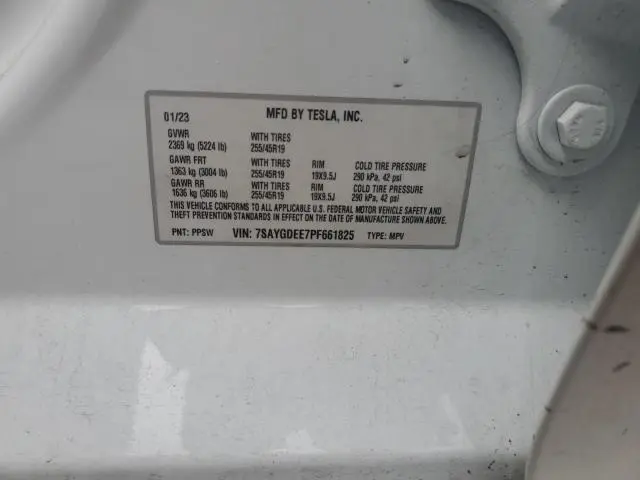 01/23 MFD BY TESLA, INC.
GVWR WITH TIRES
2369 kg (5224 lb) 255/45R19
GAWR FRT WITH TIRES RIM COLD TIRE PRESSURE
1363 kg (3004 lb) 255/45R19 19X9.5J 290 kPa, 42 psi
GAWR RR WITH TIRES RIM COLD TIRE PRESSURE
1636 kg (3606 lb) 255/45R19 19X9.5J 290 kPa, 42 psi
THIS VEHICLE CONFORMS TO ALL APPLICABLE U.S. FEDERAL MOTOR VEHICLE SAFETY AND
THEFT PREVENTION STANDARDS IN EFFECT ON THE DATE OF MANUFACTURE SHOWN ABOVE.
PNT: PPSW VIN: 7SAYGDEE7PF661825 TYPE: MPV